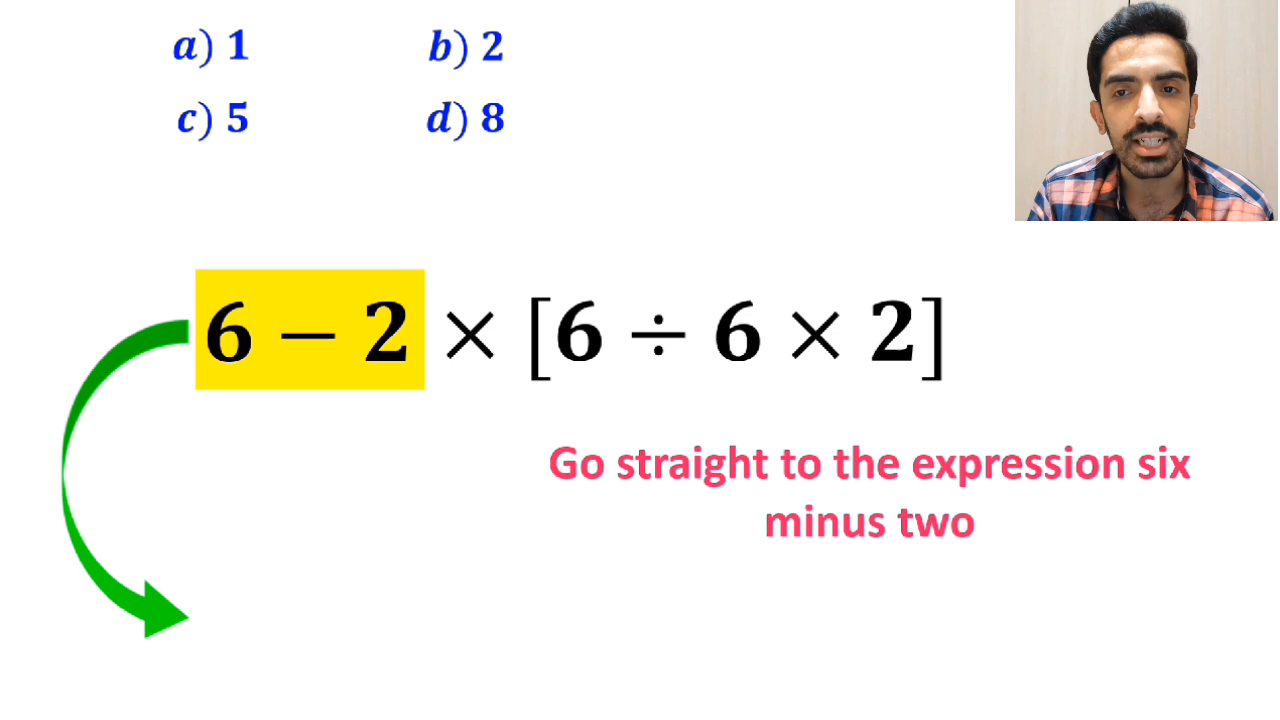 a) 1 b) 2
c) 5 d) 8
6 − 2 × [6 ÷ 6 × 2]
Go straight to the expression six
minus two